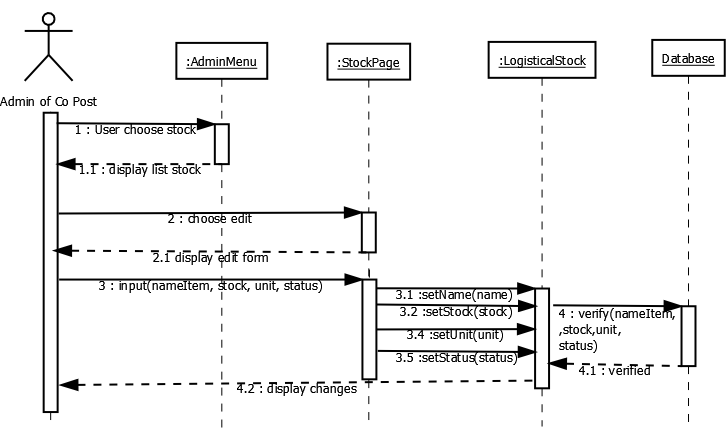 Admin of Co Post
:AdminMenu
:StockPage
:LogisticalStock
Database
1 : User choose stock
1.1 : display list stock
2 : choose edit
2.1 display edit form
3 : input(nameItem, stock, unit, status)
3.1 :setName(name)
3.2 :setStock(stock)
3.4 :setUnit(unit)
3.5 :setStatus(status)
4 : verify(nameItem,
,stock,unit,
status)
4.1 : verified
4.2 : display changes